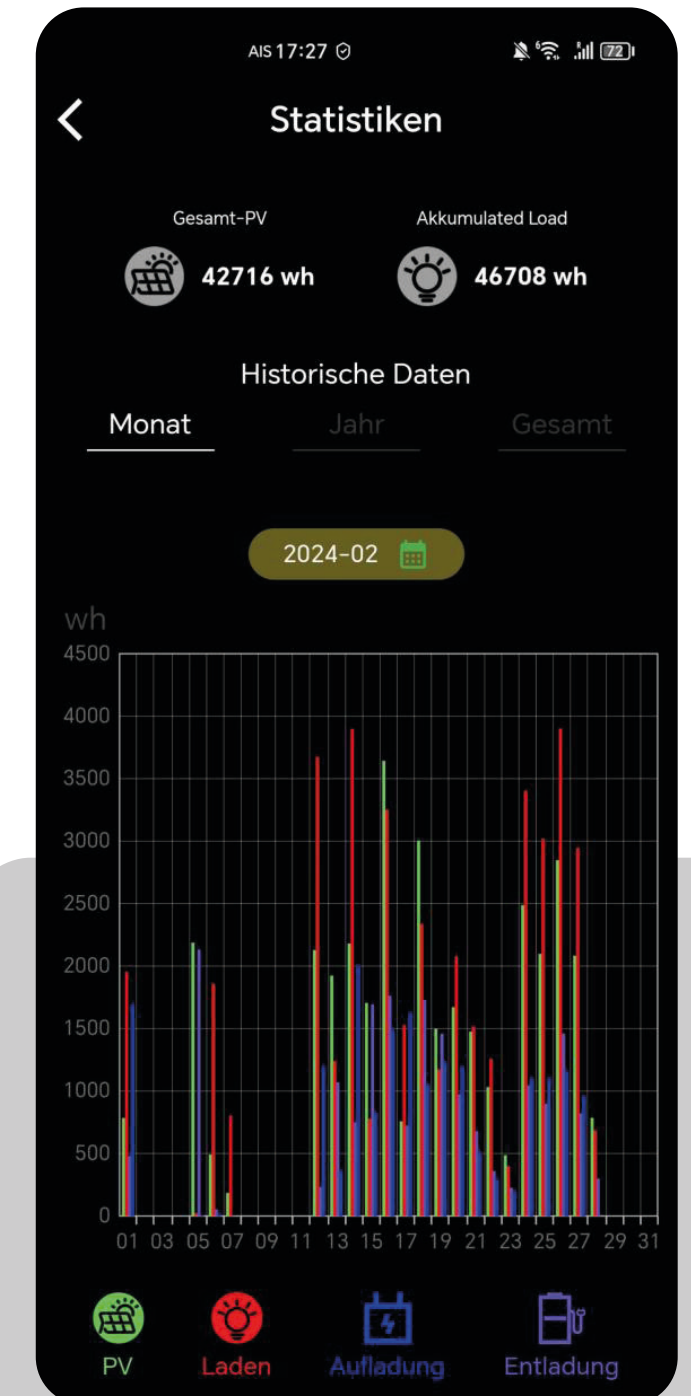 AIS 17:27 6 72
Statistiken
Gesamt-PV Akkumulated Load
42716 wh 46708 wh
Historische Daten
Monat Jahr Gesamt
2024-02
wh
4500
4000
3500
3000
2500
2000
1500
1000
500
0
01 03 05 07 09 11 13 15 17 19 21 23 25 27 29 31
PV Laden Aufladung Entladung